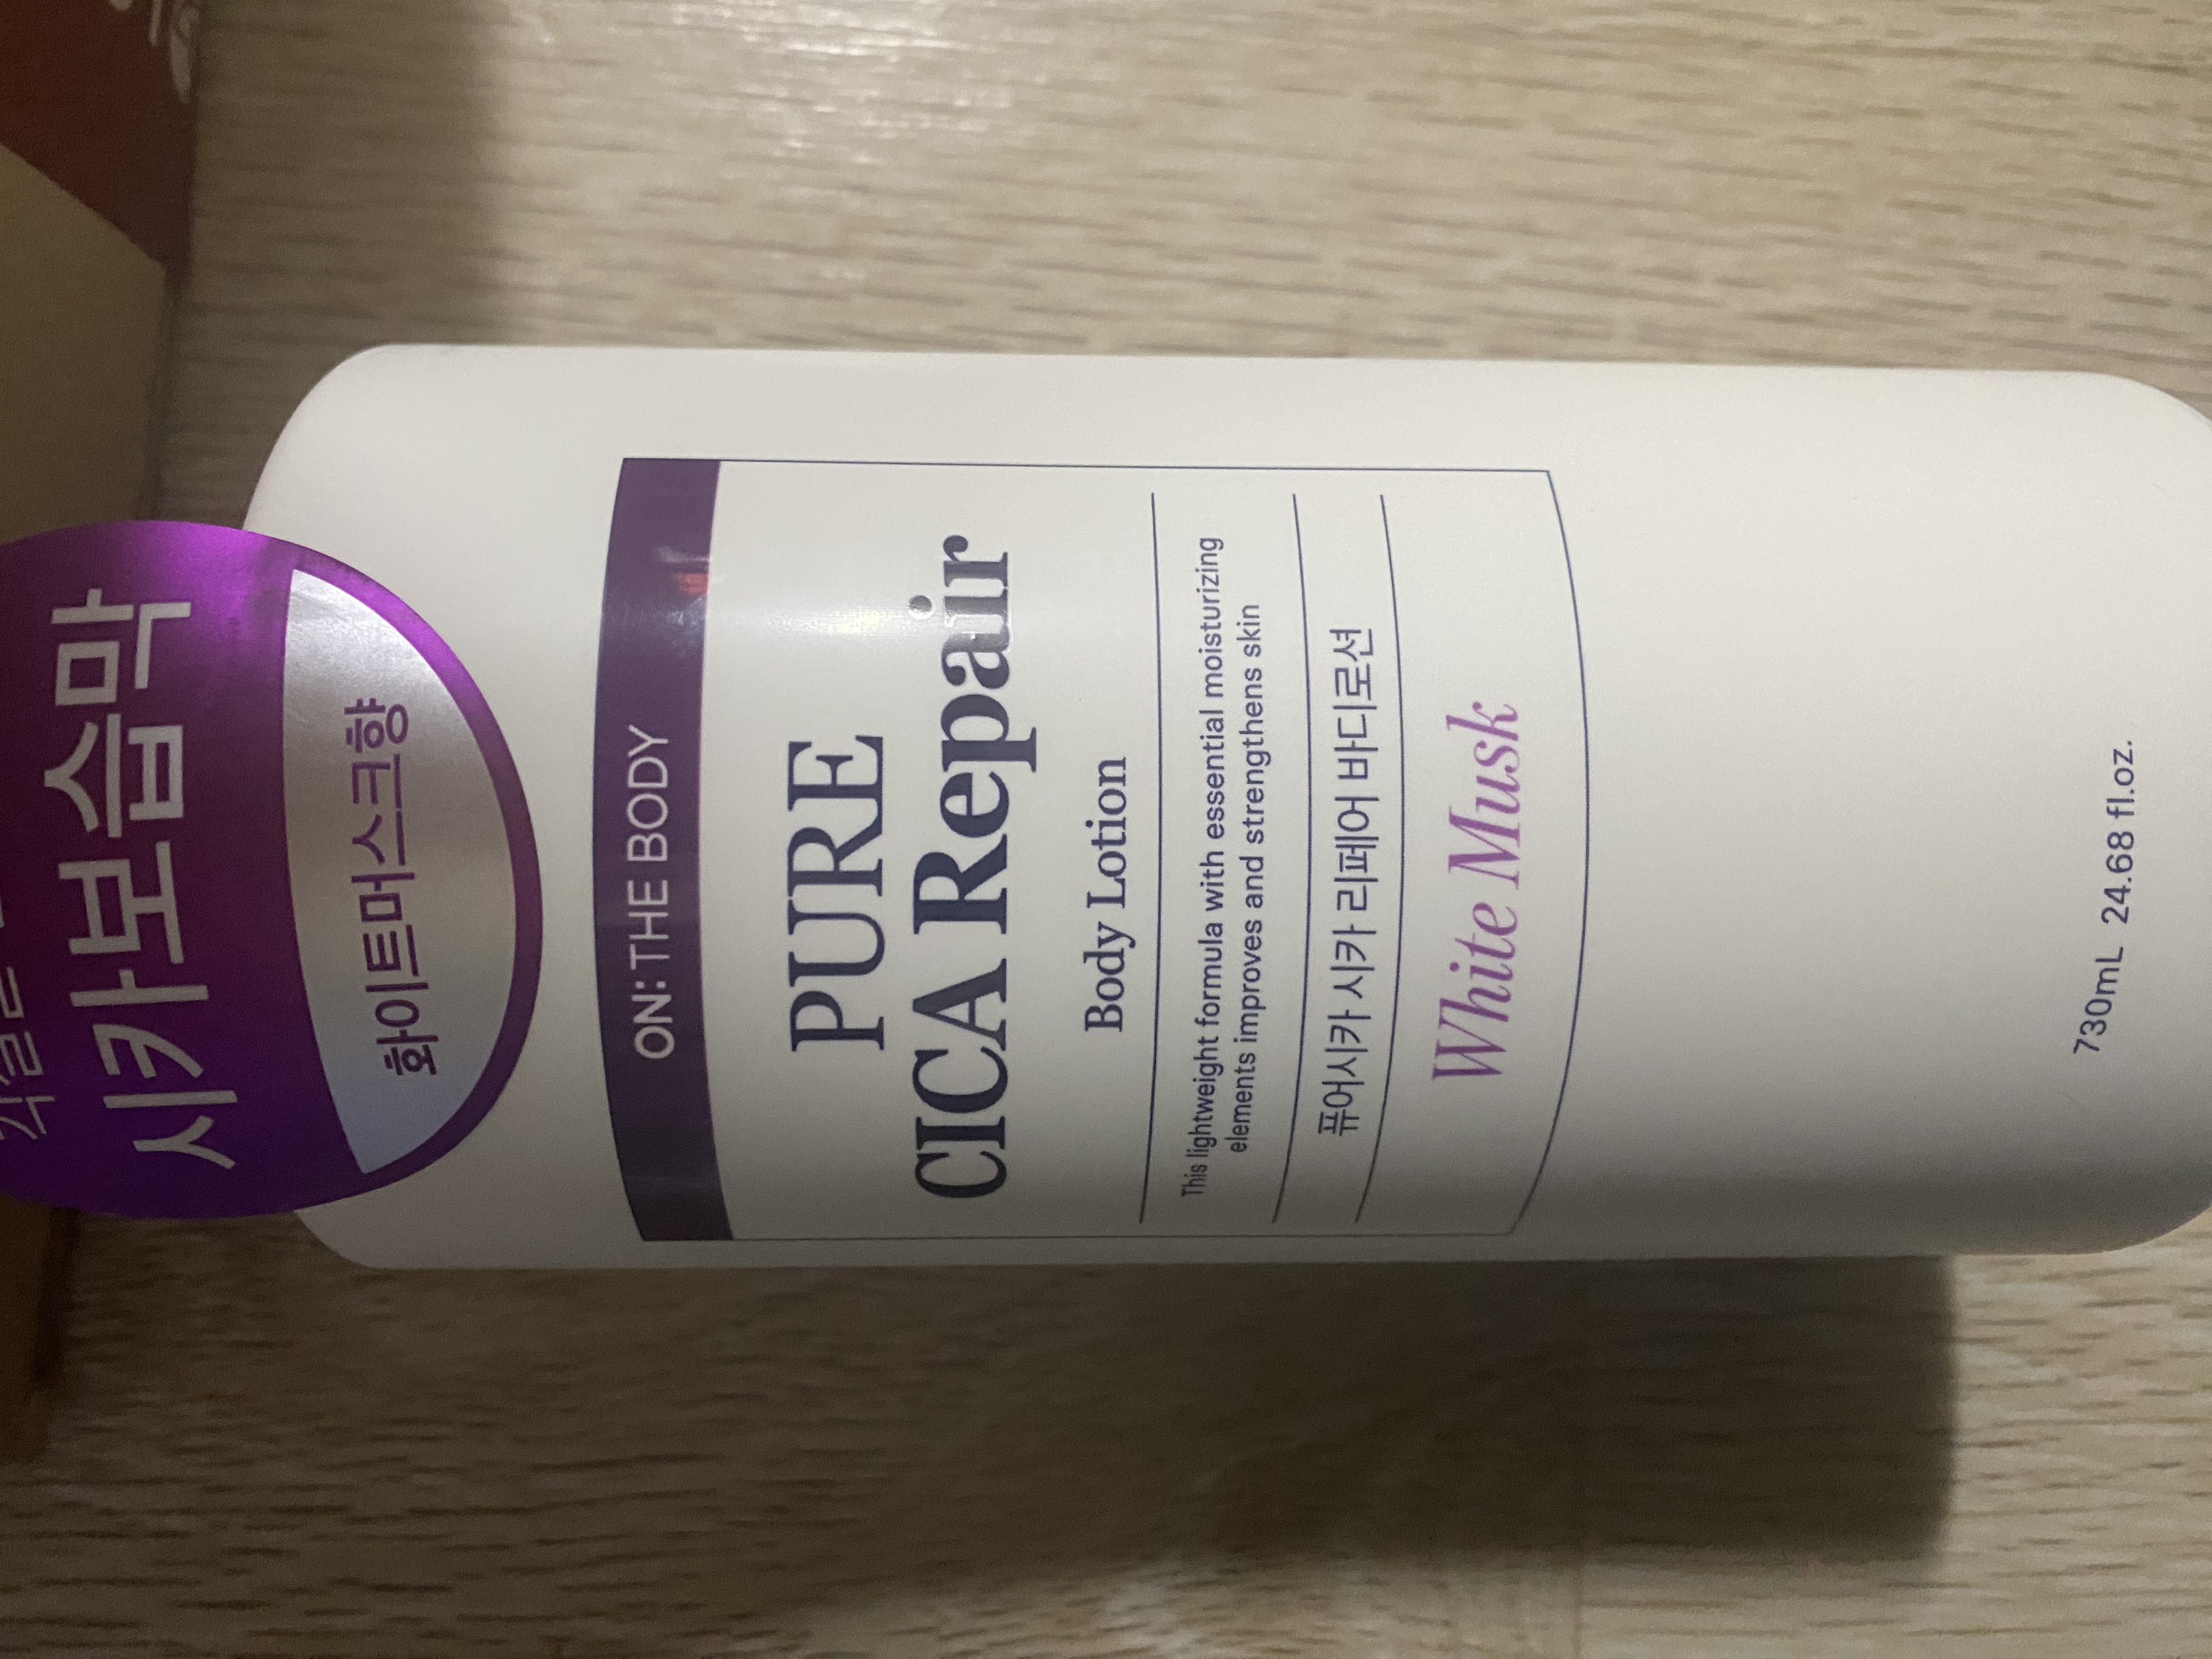 시카보습막
화이트머스크향
ON: THE BODY
PURE
CICA Repair
Body Lotion
This lightweight formula with essential moisturizing
elements improves and strengthens skin
퓨어시카 시카 리페어 바디로션
White Musk
730mL 24.68 fl.oz.